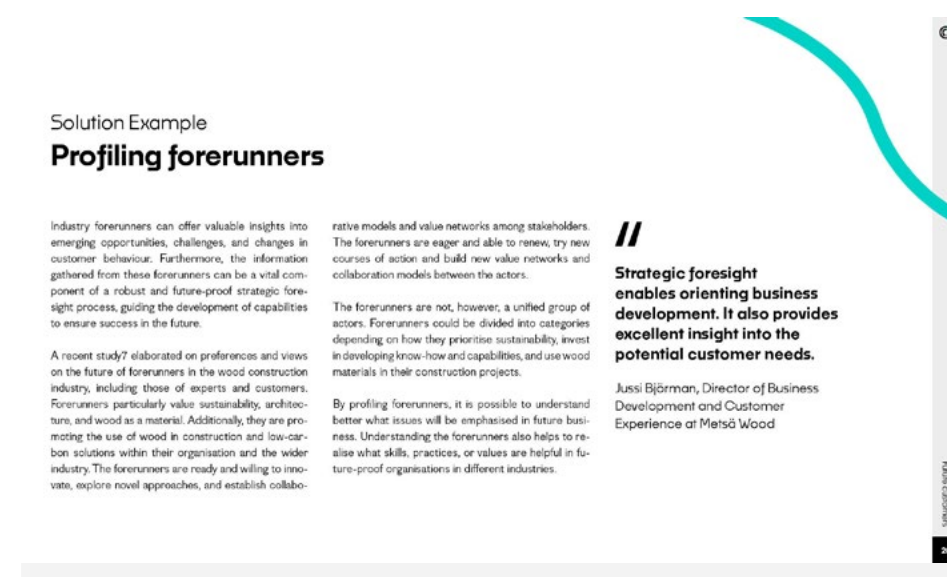 Solution Example
Profiling forerunners
Industry forerunners can offer valuable insights into
emerging opportunities, challenges, and changes in
customer behaviour. Furthermore, the information
gathered from these forerunners can be a vital com-
ponent of a robust and future-proof strategic fore-
sight process, guiding the development of capabilities
to ensure success in the future.
A recent study7 elaborated on preferences and views
on the future of forerunners in the wood construction
industry, including those of experts and customers.
Forerunners particularly value sustainability, architec-
ture, and wood as a material. Additionally, they are pro-
moting the use of wood in construction and low-car-
bon solutions within their organisation and the wider
industry. The forerunners are ready and willing to inno-
vate, explore novel approaches, and establish collabo-
rative models and value networks among stakeholders.
The forerunners are eager and able to renew, try new
courses of action and build new value networks and
collaboration models between the actors.
The forerunners are not, however, a unified group of
actors. Forerunners could be divided into categories
depending on how they prioritise sustainability, invest
in developing know-how and capabilities, and use wood
materials in their construction projects.
By profiling forerunners, it is possible to understand
better what issues will be emphasised in future busi-
ness. Understanding the forerunners also helps to re-
alise what skills, practices, or values are helpful in fu-
ture-proof organisations in different industries.
"
Strategic foresight
enables orienting business
development. It also provides
excellent insight into the
potential customer needs.
Jussi Björman, Director of Business
Development and Customer
Experience at Metsä Wood
Future customers